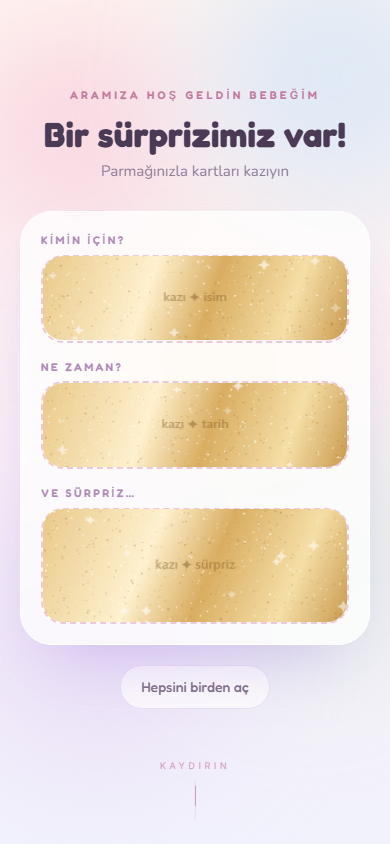 ARAMIZA HOŞ GELDİN BEBEĞİM
Bir sürprizimiz var!
Parmağınızla kartları kazıyın
KİMİN İÇİN?
kazı ✦ isim
NE ZAMAN?
kazı ✦ tarih
VE SÜRPRİZ…
kazı ✦ sürpriz
Hepsini birden aç
KAYDIRIN